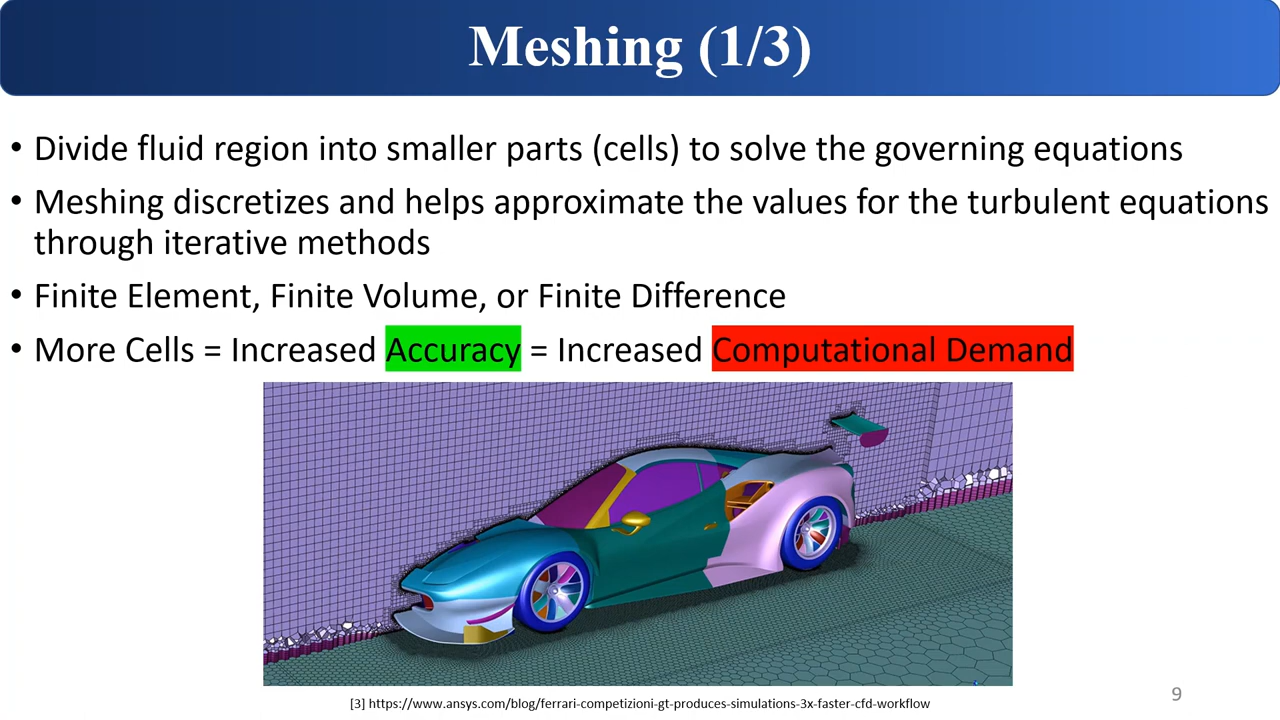 Meshing (1/3)
• Divide fluid region into smaller parts (cells) to solve the governing equations
• Meshing discretizes and helps approximate the values for the turbulent equations
through iterative methods
• Finite Element, Finite Volume, or Finite Difference
• More Cells = Increased Accuracy = Increased Computational Demand
[3] https://www.ansys.com/blog/ferrari-competizioni-gt-produces-simulations-3x-faster-cfd-workflow
9